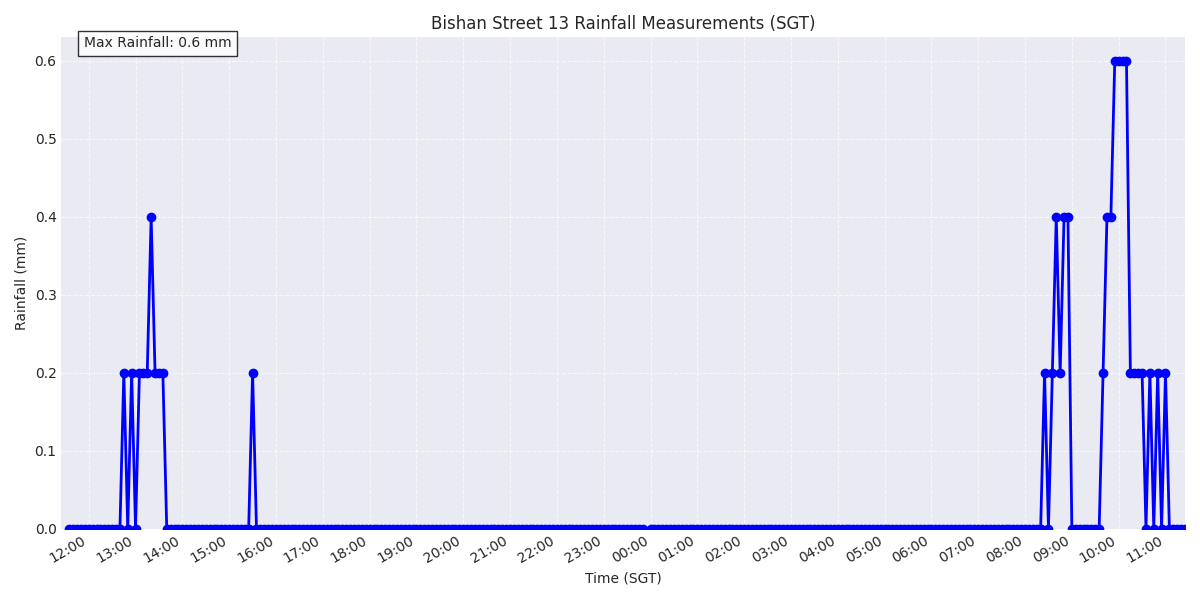 Bishan Street 13 Rainfall Measurements (SGT)
Max Rainfall: 0.6 mm
Rainfall (mm)
0.6
0.5
0.4
0.3
0.2
0.1
0.0
12:00 13:00 14:00 15:00 16:00 17:00 18:00 19:00 20:00 21:00 22:00 23:00 00:00 01:00 02:00 03:00 04:00 05:00 06:00 07:00 08:00 09:00 10:00 11:00
Time (SGT)